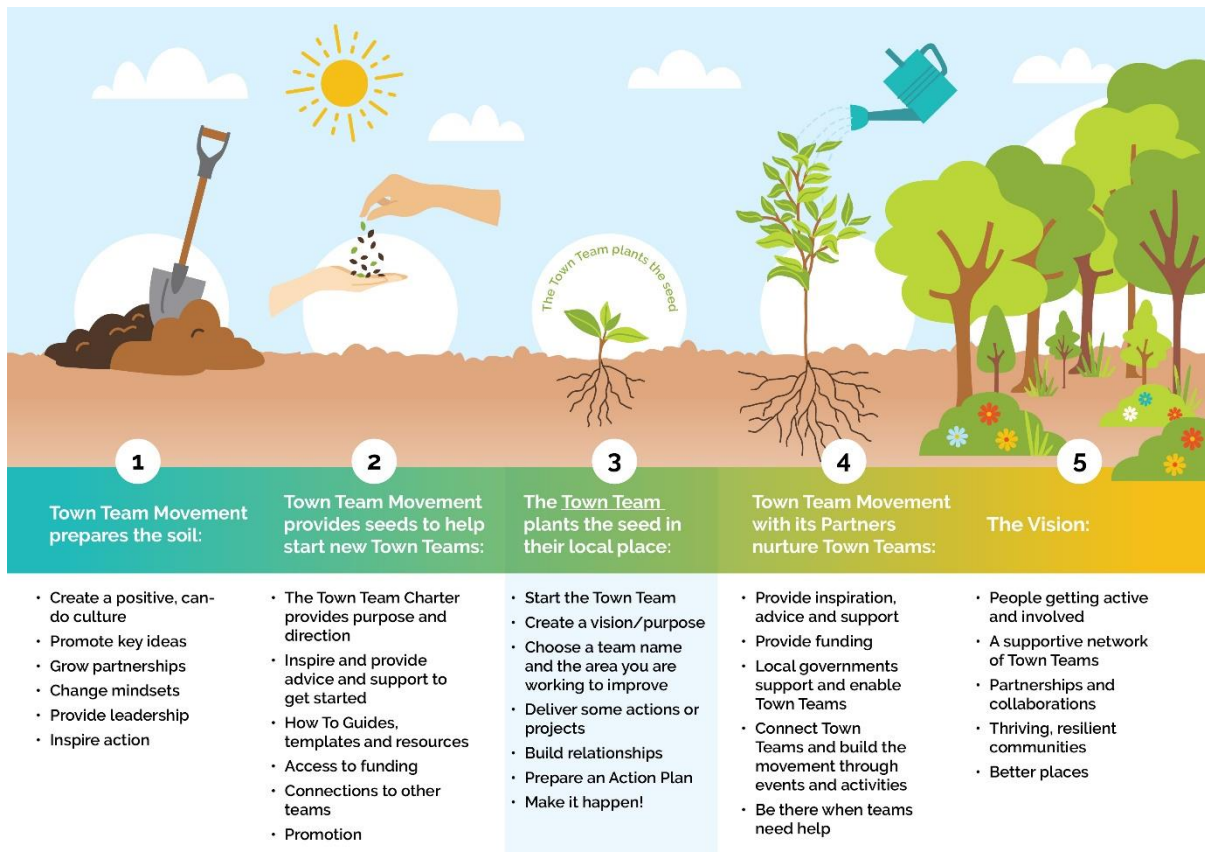 The Town Team plants the seed
1
Town Team Movement
prepares the soil:
• Create a positive, can-
do culture
• Promote key ideas
• Grow partnerships
• Change mindsets
• Provide leadership
• Inspire action
2
Town Team Movement
provides seeds to help
start new Town Teams:
• The Town Team Charter
provides purpose and
direction
• Inspire and provide
advice and support to
get started
• How To Guides,
templates and resources
• Access to funding
• Connections to other
teams
• Promotion
3
The Town Team
plants the seed in
their local place:
• Start the Town Team
• Create a vision/purpose
• Choose a team name
and the area you are
working to improve
• Deliver some actions or
projects
• Build relationships
• Prepare an Action Plan
• Make it happen!
4
Town Team Movement
with its Partners
nurture Town Teams:
• Provide inspiration,
advice and support
• Provide funding
• Local governments
support and enable
Town Teams
• Connect Town
Teams and build the
movement through
events and activities
• Be there when teams
need help
5
The Vision:
• People getting active
and involved
• A supportive network
of Town Teams
• Partnerships and
collaborations
• Thriving, resilient
communities
• Better places